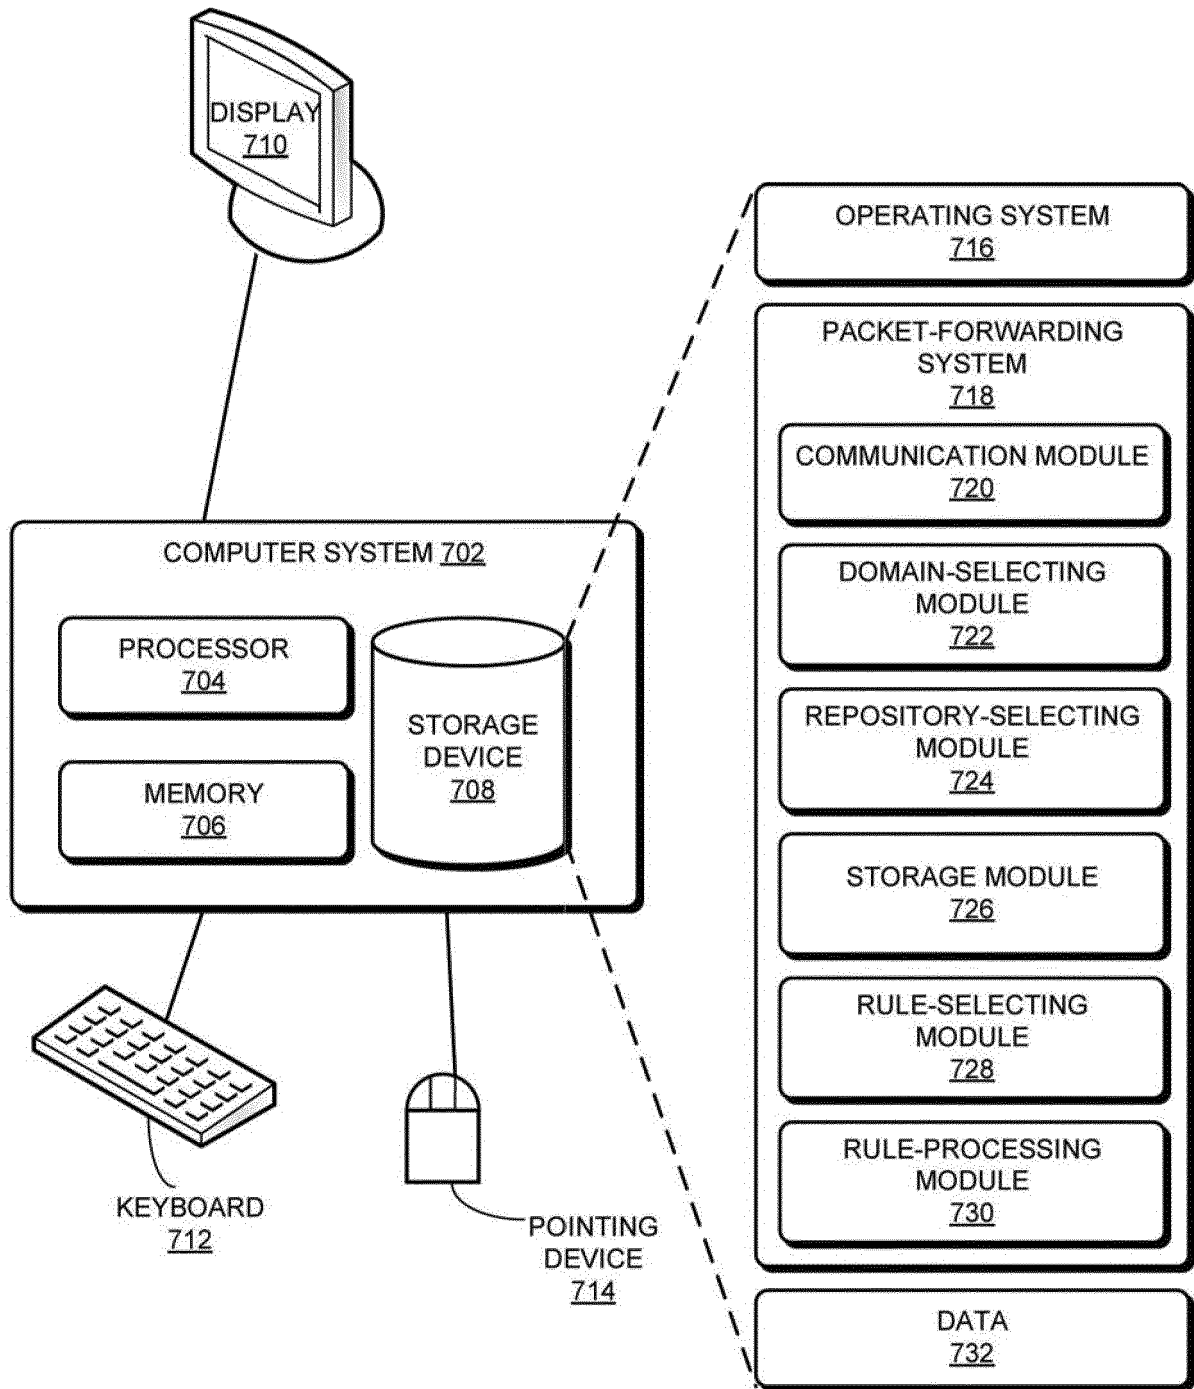 DISPLAY
710
OPERATING SYSTEM
716
PACKET-FORWARDING
SYSTEM
718
COMMUNICATION MODULE
720
DOMAIN-SELECTING
MODULE
722
REPOSITORY-SELECTING
MODULE
724
STORAGE MODULE
726
RULE-SELECTING
MODULE
728
RULE-PROCESSING
MODULE
730
DATA
732
COMPUTER SYSTEM 702
PROCESSOR
704
MEMORY
706
STORAGE
DEVICE
708
KEYBOARD
712
POINTING
DEVICE
714